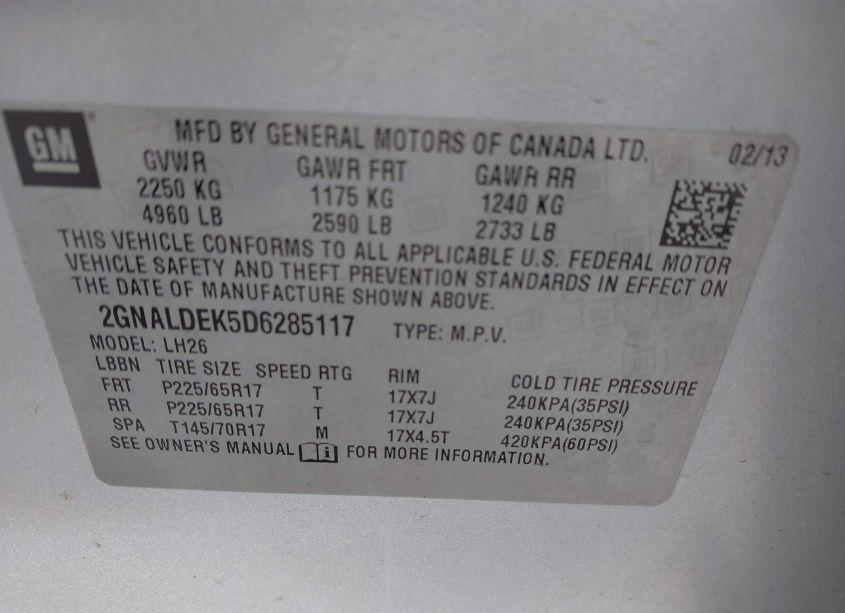 GM
MFD BY GENERAL MOTORS OF CANADA LTD. 02/13
GVWR GAWR FRT GAWR RR
2250 KG 1175 KG 1240 KG
4960 LB 2590 LB 2733 LB
THIS VEHICLE CONFORMS TO ALL APPLICABLE U.S. FEDERAL MOTOR
VEHICLE SAFETY AND THEFT PREVENTION STANDARDS IN EFFECT ON
THE DATE OF MANUFACTURE SHOWN ABOVE.
2GNALDEK5D6285117 TYPE: M.P.V.
MODEL: LH26
LBBN TIRE SIZE SPEED RTG RIM COLD TIRE PRESSURE
FRT P225/65R17 T 17X7J 240KPA(35PSI)
RR P225/65R17 T 17X7J 240KPA(35PSI)
SPA T145/70R17 M 17X4.5T 420KPA(60PSI)
SEE OWNER'S MANUAL i FOR MORE INFORMATION.